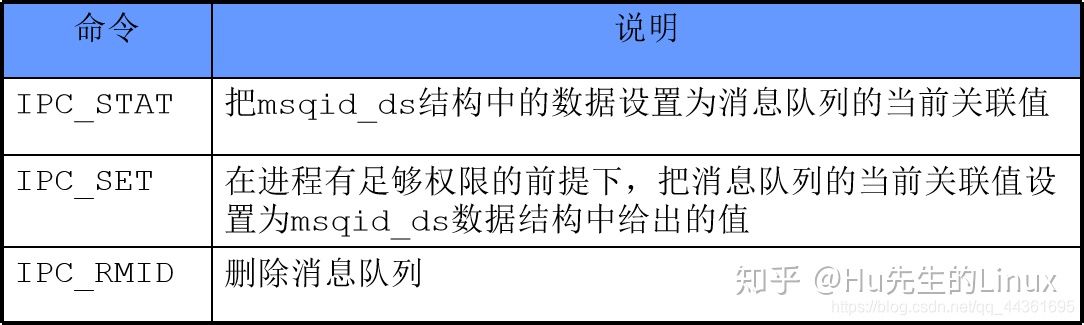 命令 说明
IPC_STAT 把msqid_ds结构中的数据设置为消息队列的当前关联值
IPC_SET 在进程有足够权限的前提下，把消息队列的当前关联值设
置为msqid_ds数据结构中给出的值
IPC_RMID 删除消息队列
知乎 @Hu先生的Linux
https://blog.csdn.net/qq_44361695